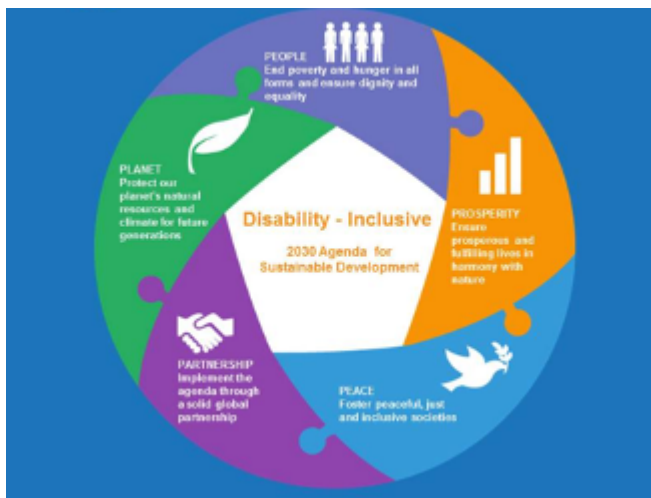 PEOPLE
End poverty and hunger in all
forms and ensure dignity and
equality
PLANET
Protect our
planet's natural
resources and
climate for future
generations
Disability - Inclusive
2030 Agenda for
Sustainable Development
PROSPERITY
Ensure
prosperous and
fulfilling lives in
harmony with
nature
PARTNERSHIP
Implement the
agenda through
a solid global
partnership
PEACE
Foster peaceful, just
and inclusive societies